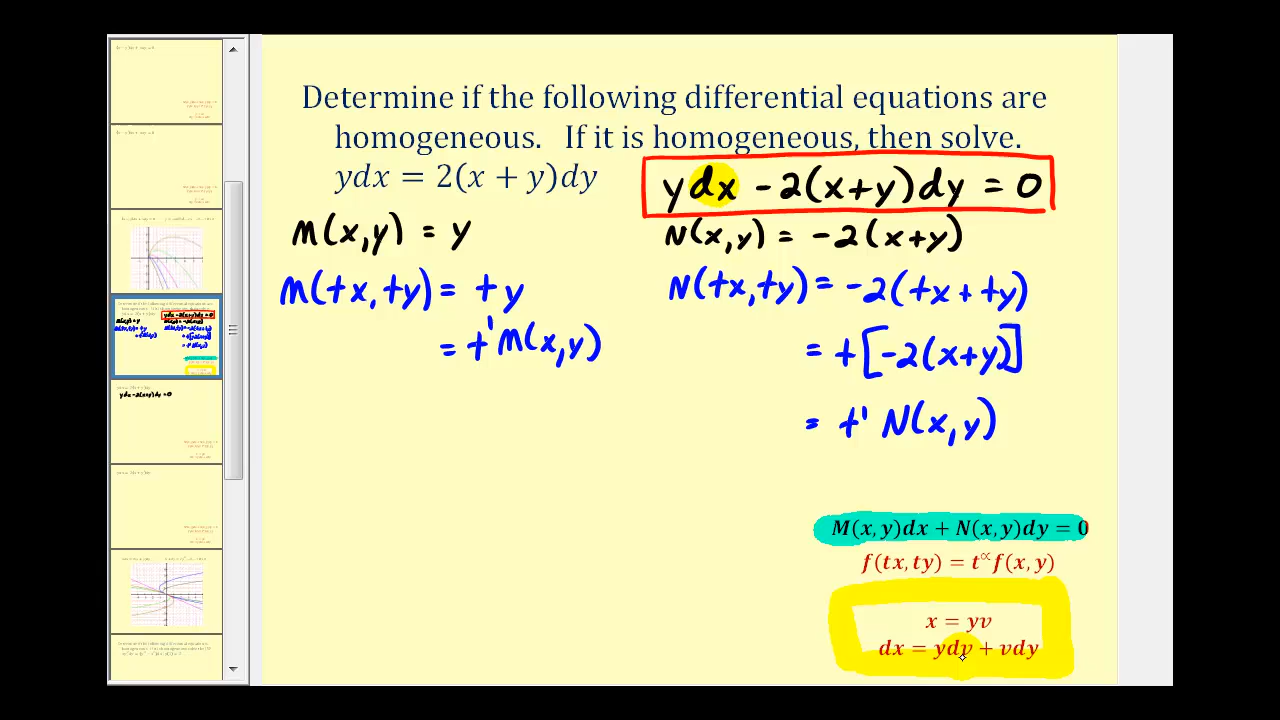 Determine if the following differential equations are
homogeneous. If it is homogeneous, then solve.
ydx = 2(x + y)dy
ydx - 2(x+y)dy = 0
M(x,y) = y
N(x,y) = -2(x+y)
M(tx,ty) = ty
N(tx,ty) = -2(tx + ty)
= t¹ M(x,y)
= t[-2(x+y)]
= t¹ N(x,y)
M(x, y)dx + N(x, y)dy = 0
f(tx, ty) = t^∝ f(x, y)
x = yv
dx = ydv + vdy